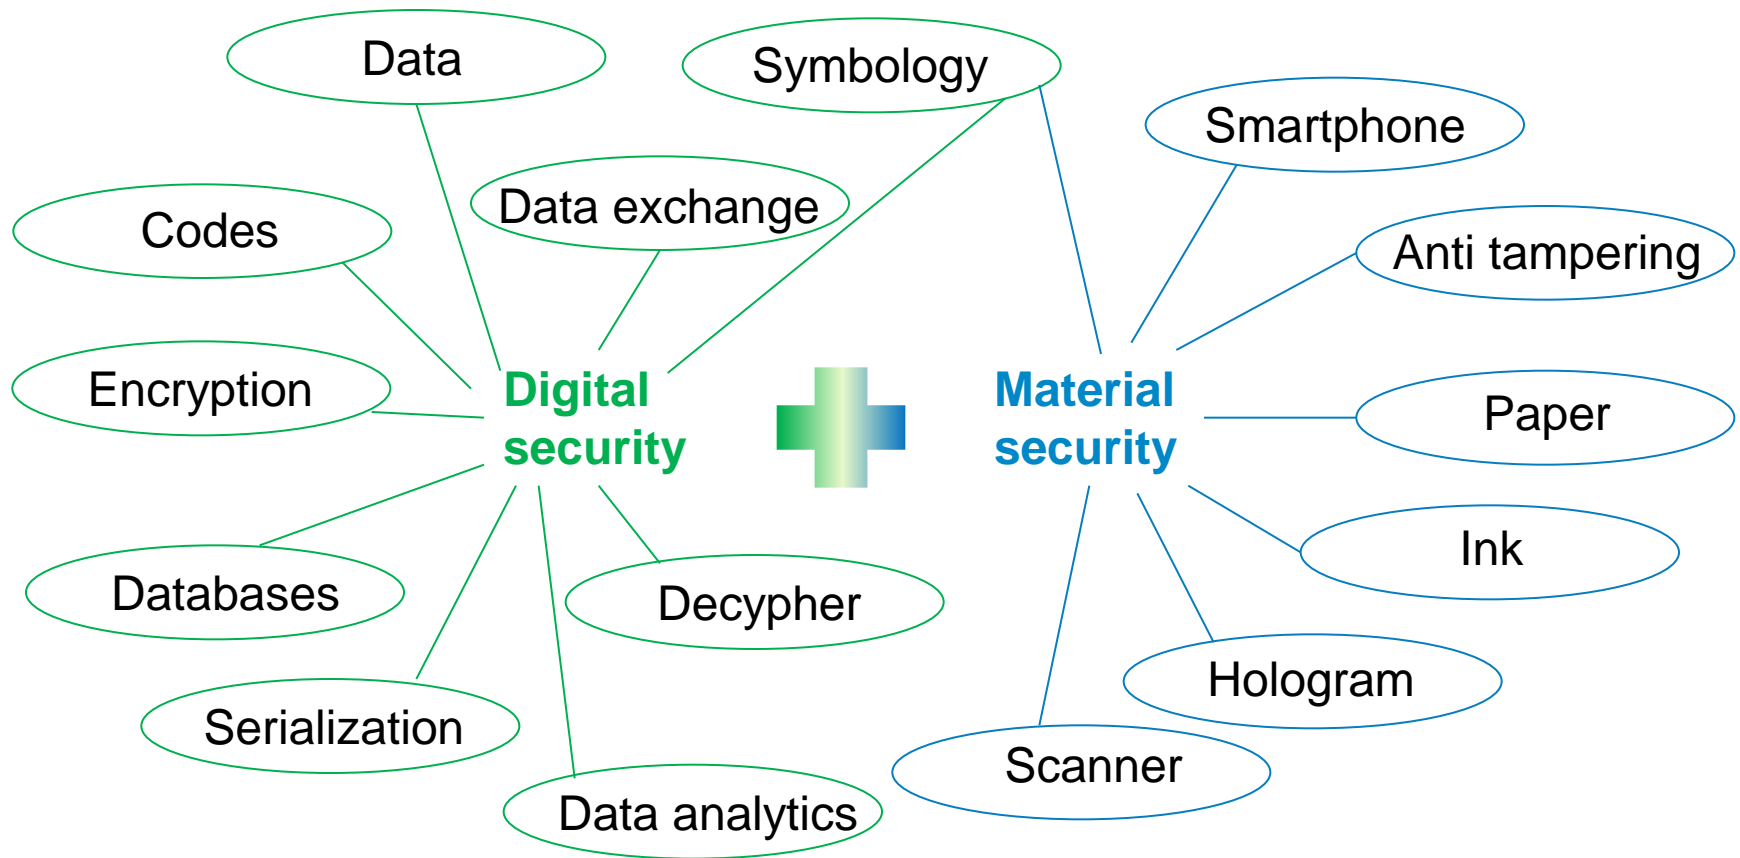 Data
Symbology
Smartphone
Data exchange
Codes
Anti tampering
Encryption
Digital
security
Material
security
Paper
Ink
Databases
Decypher
Hologram
Serialization
Scanner
Data analytics